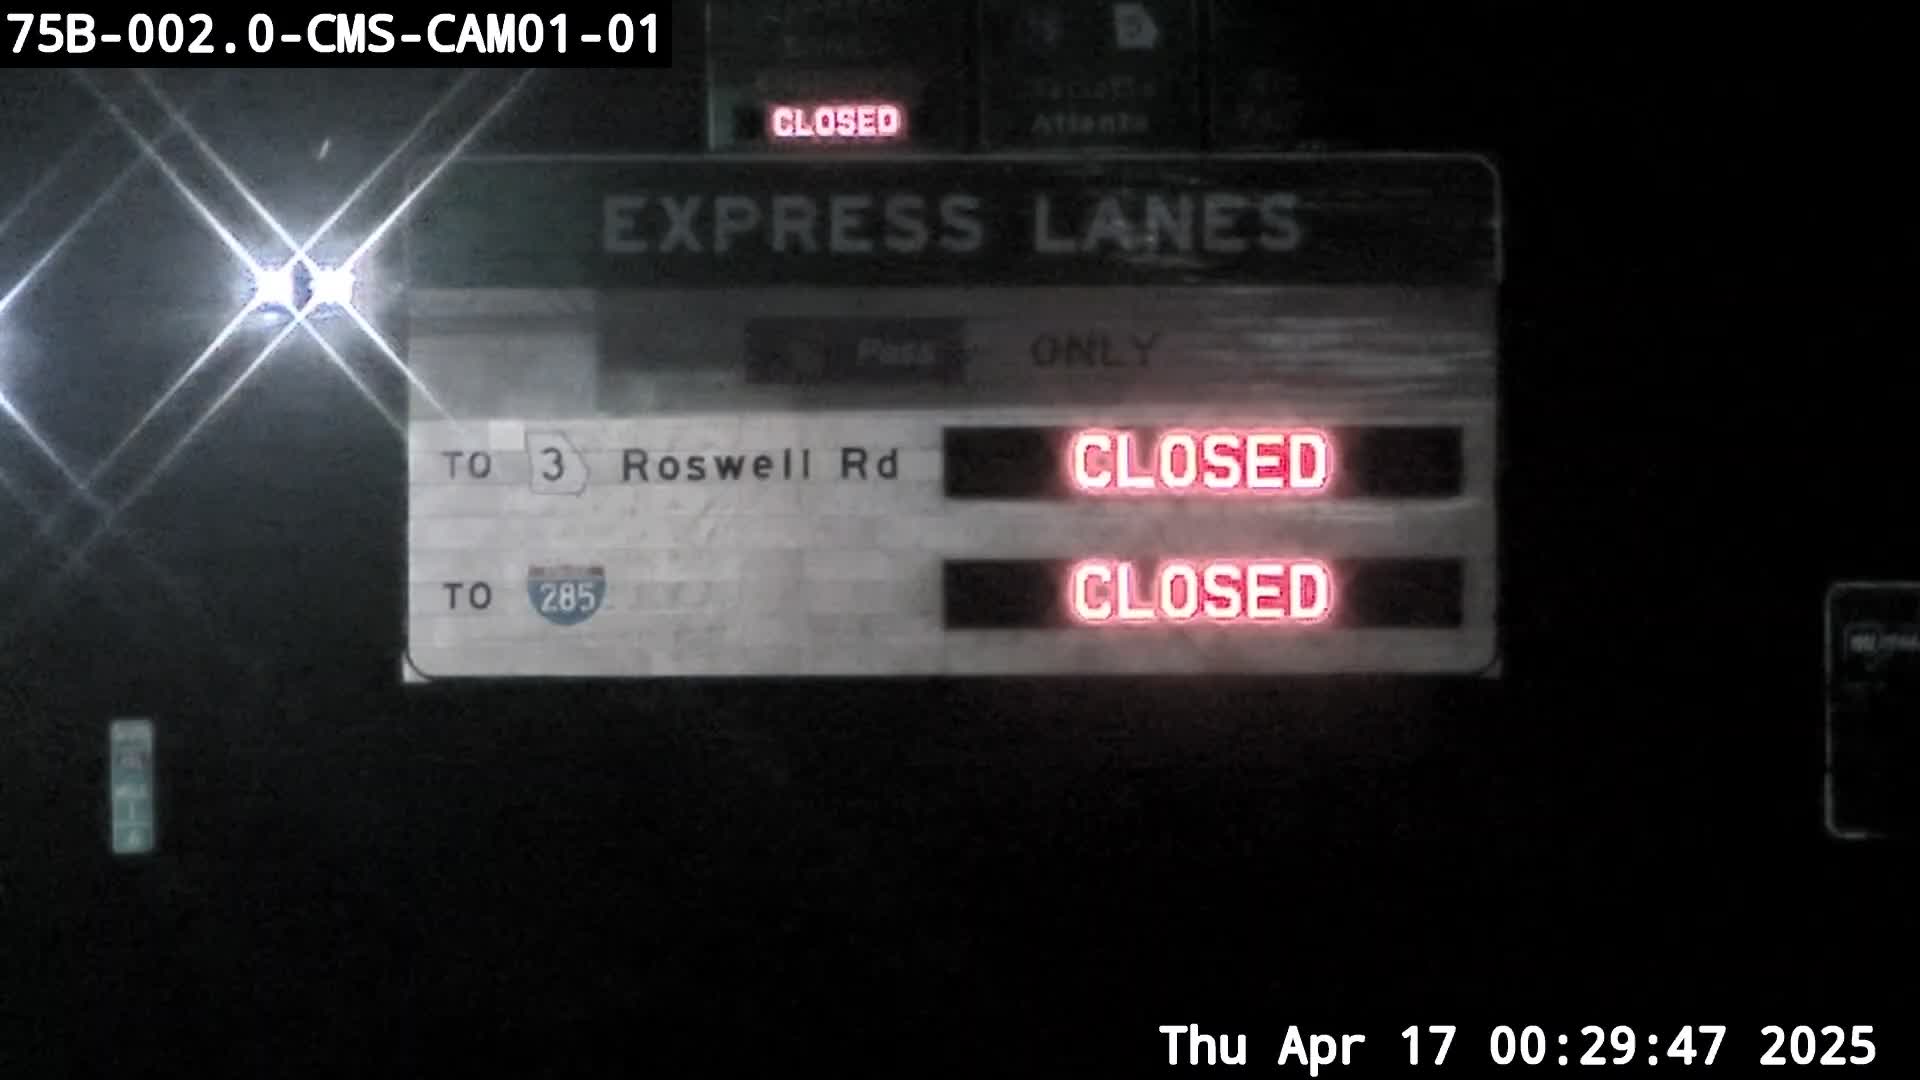 75B-002.0-CMS-CAM01-01
CLOSED
Atlanta
EXPRESS LANES
Pass ONLY
TO 3 Roswell Rd CLOSED
TO 285 CLOSED
Thu Apr 17 00:29:47 2025